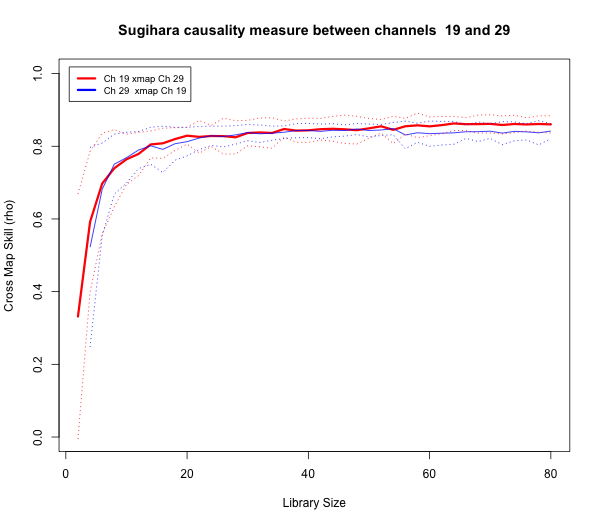 Sugihara causality measure between channels  19 and 29
Ch 19 xmap Ch 29
Ch 29  xmap Ch 19
Cross Map Skill (rho)
1.0
0.8
0.6
0.4
0.2
0.0
0 20 40 60 80
Library Size